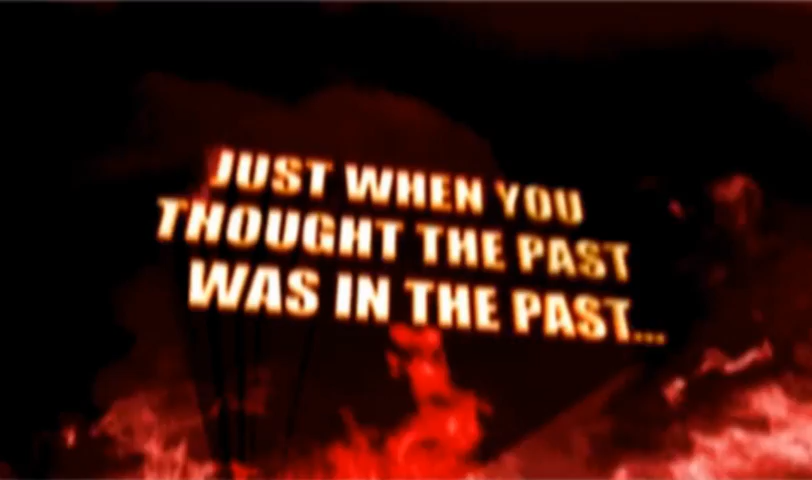 JUST WHEN YOU
THOUGHT THE PAST
WAS IN THE PAST...